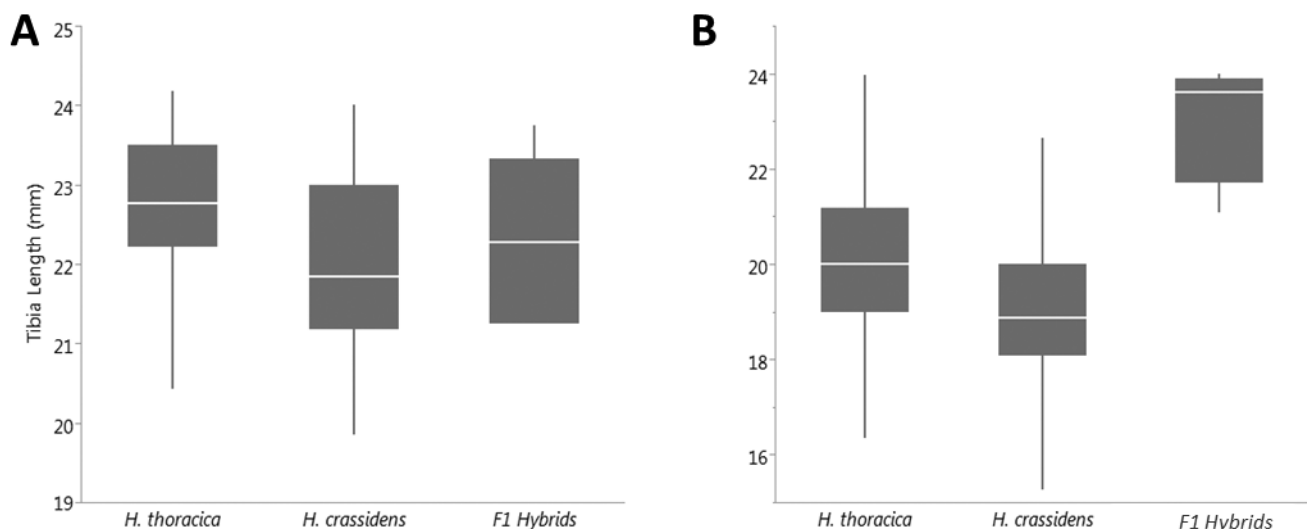 A
B
Tibia Length (mm)
25
24
23
22
21
20
19
H. thoracica H. crassidens F1 Hybrids
24
22
20
18
16
H. thoracica H. crassidens F1 Hybrids